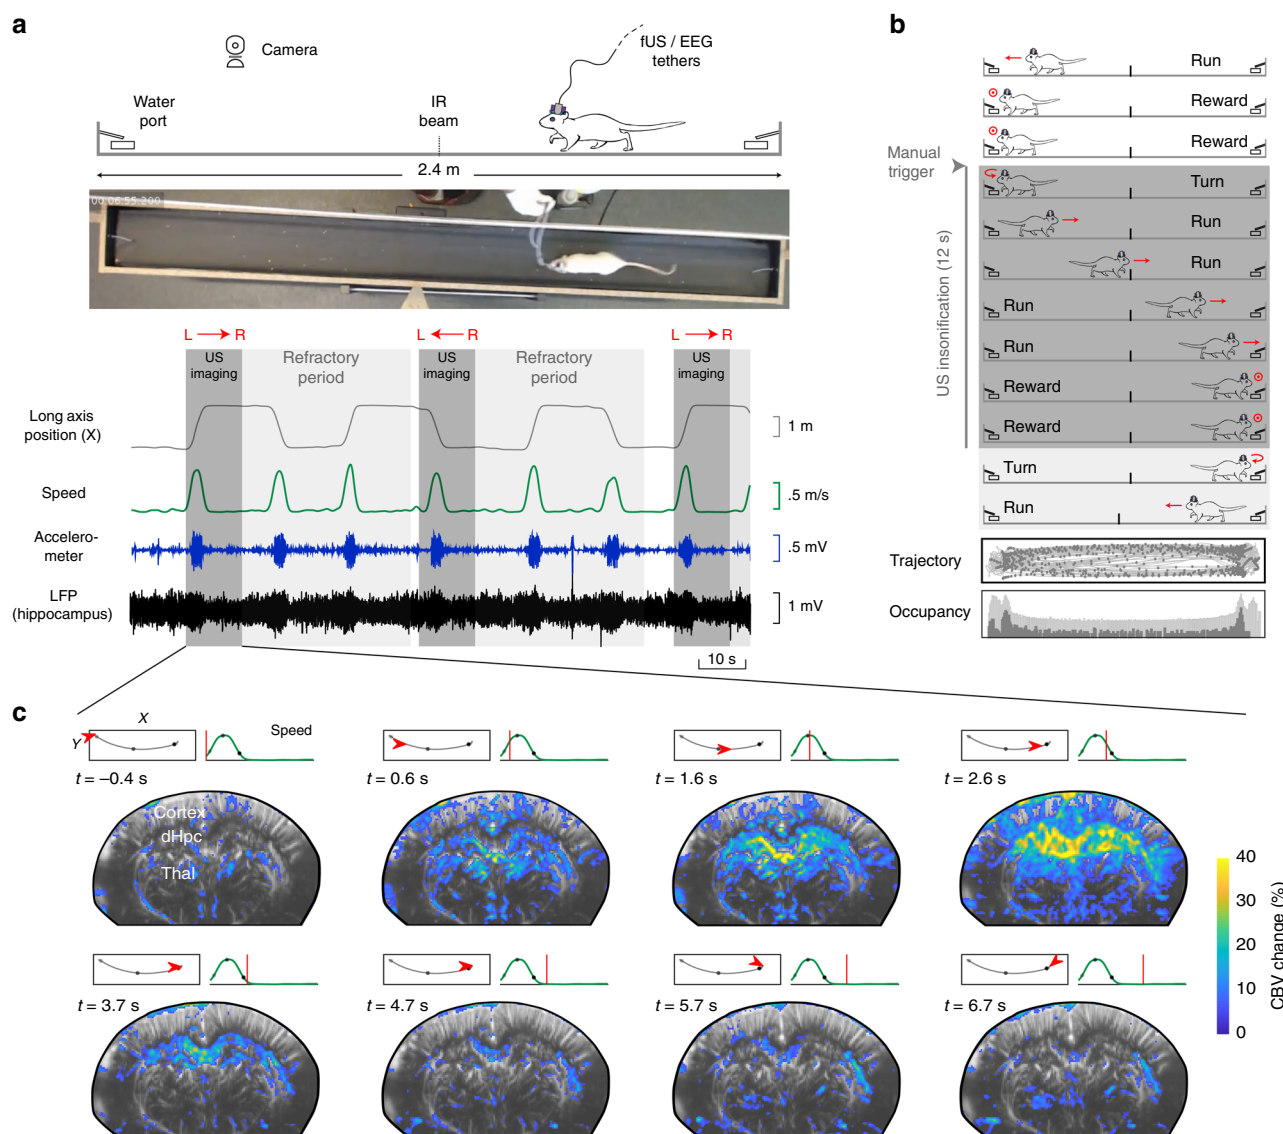 a
Camera
fUS / EEG
tethers
Water
port
IR
beam
2.4 m
00:06:55.200
L R
L R
L R
US
imaging
Refractory
period
US
imaging
Refractory
period
US
imaging
Long axis
position (X)
1 m
Speed
.5 m/s
Accelero-
meter
.5 mV
LFP
(hippocampus)
1 mV
10 s
b
Run
Reward
Reward
Manual
trigger
Turn
Run
Run
Run
Run
Reward
Reward
Turn
Run
US insonification (12 s)
Trajectory
Occupancy
c
X
Y
Speed
t = –0.4 s
t = 0.6 s
t = 1.6 s
t = 2.6 s
Cortex
dHpc
Thal
t = 3.7 s
t = 4.7 s
t = 5.7 s
t = 6.7 s
40
30
20
10
0
CBV change (%)